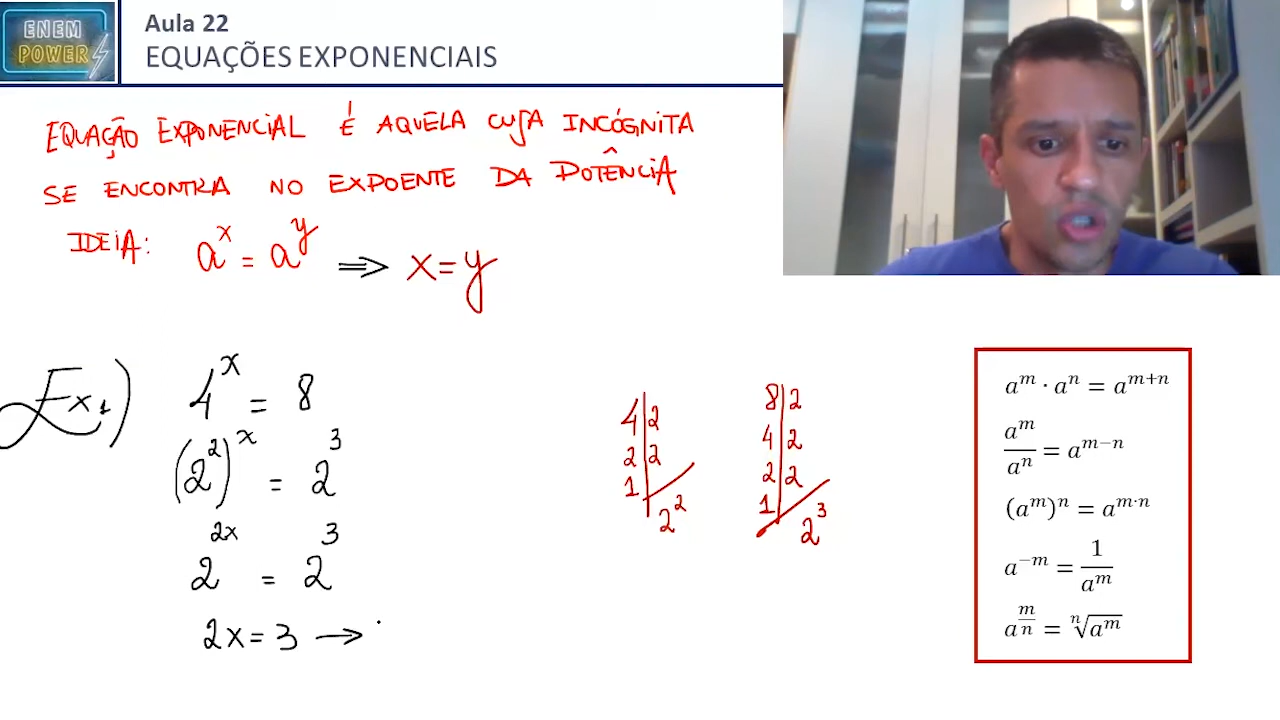 ENEM
POWER
Aula 22
EQUAÇÕES EXPONENCIAIS
EQUAÇÃO EXPONENCIAL É AQUELA CUJA INCÓGNITA
SE ENCONTRA NO EXPOENTE DA POTÊNCIA
IDEIA: a^x = a^y ⇒ x=y
Ex1) 4^x = 8
(2^2)^x = 2^3
2^{2x} = 2^3
2x = 3 →
4|2
2|2
1
2^2
8|2
4|2
2|2
1
2^3
a^m · a^n = a^{m+n}
a^m/a^n = a^{m−n}
(a^m)^n = a^{m·n}
a^{−m} = 1/a^m
a^{m/n} = ⁿ√a^m